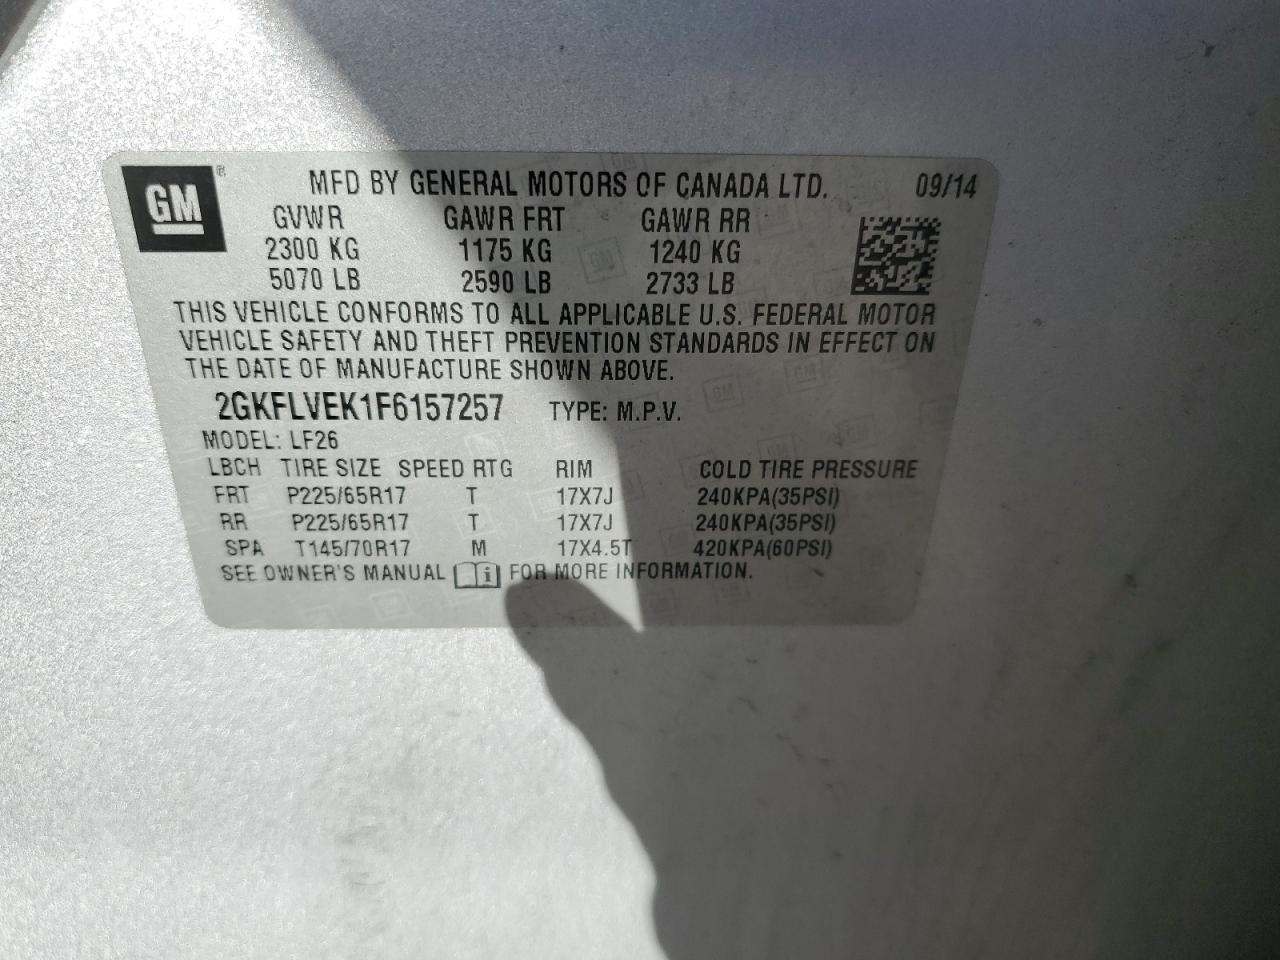 GM ® MFD BY GENERAL MOTORS OF CANADA LTD. 09/14
GVWR GAWR FRT GAWR RR
2300 KG 1175 KG 1240 KG
5070 LB 2590 LB 2733 LB
THIS VEHICLE CONFORMS TO ALL APPLICABLE U.S. FEDERAL MOTOR
VEHICLE SAFETY AND THEFT PREVENTION STANDARDS IN EFFECT ON
THE DATE OF MANUFACTURE SHOWN ABOVE.
2GKFLVEK1F6157257 TYPE: M.P.V.
MODEL: LF26
LBCH TIRE SIZE SPEED RTG RIM COLD TIRE PRESSURE
FRT P225/65R17 T 17X7J 240KPA(35PSI)
RR P225/65R17 T 17X7J 240KPA(35PSI)
SPA T145/70R17 M 17X4.5T 420KPA(60PSI)
SEE OWNER'S MANUAL i FOR MORE INFORMATION.